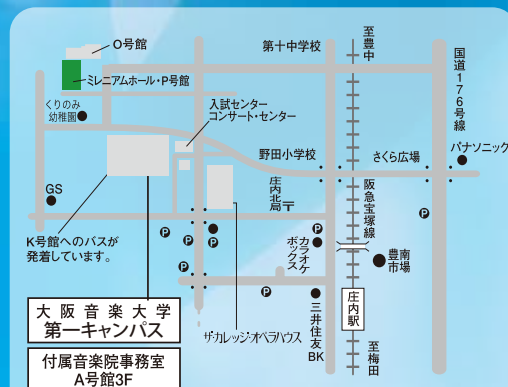 O号館
ミレニアムホール・P号館
くりのみ
幼稚園
入試センター
コンサート・センター
第十中学校
至豊中
国道176号線
野田小学校
さくら広場
パナソニック
庄内北局〒
阪急宝塚線
GS
K号館へのバスが
発着しています。
P
P
P
P
P
P
カラオケ
ボックス
豊南
市場
大阪音楽大学
第一キャンパス
付属音楽院事務室
A号館3F
ザ・カレッジ・オペラハウス
三井住友
BK
庄内駅
至梅田